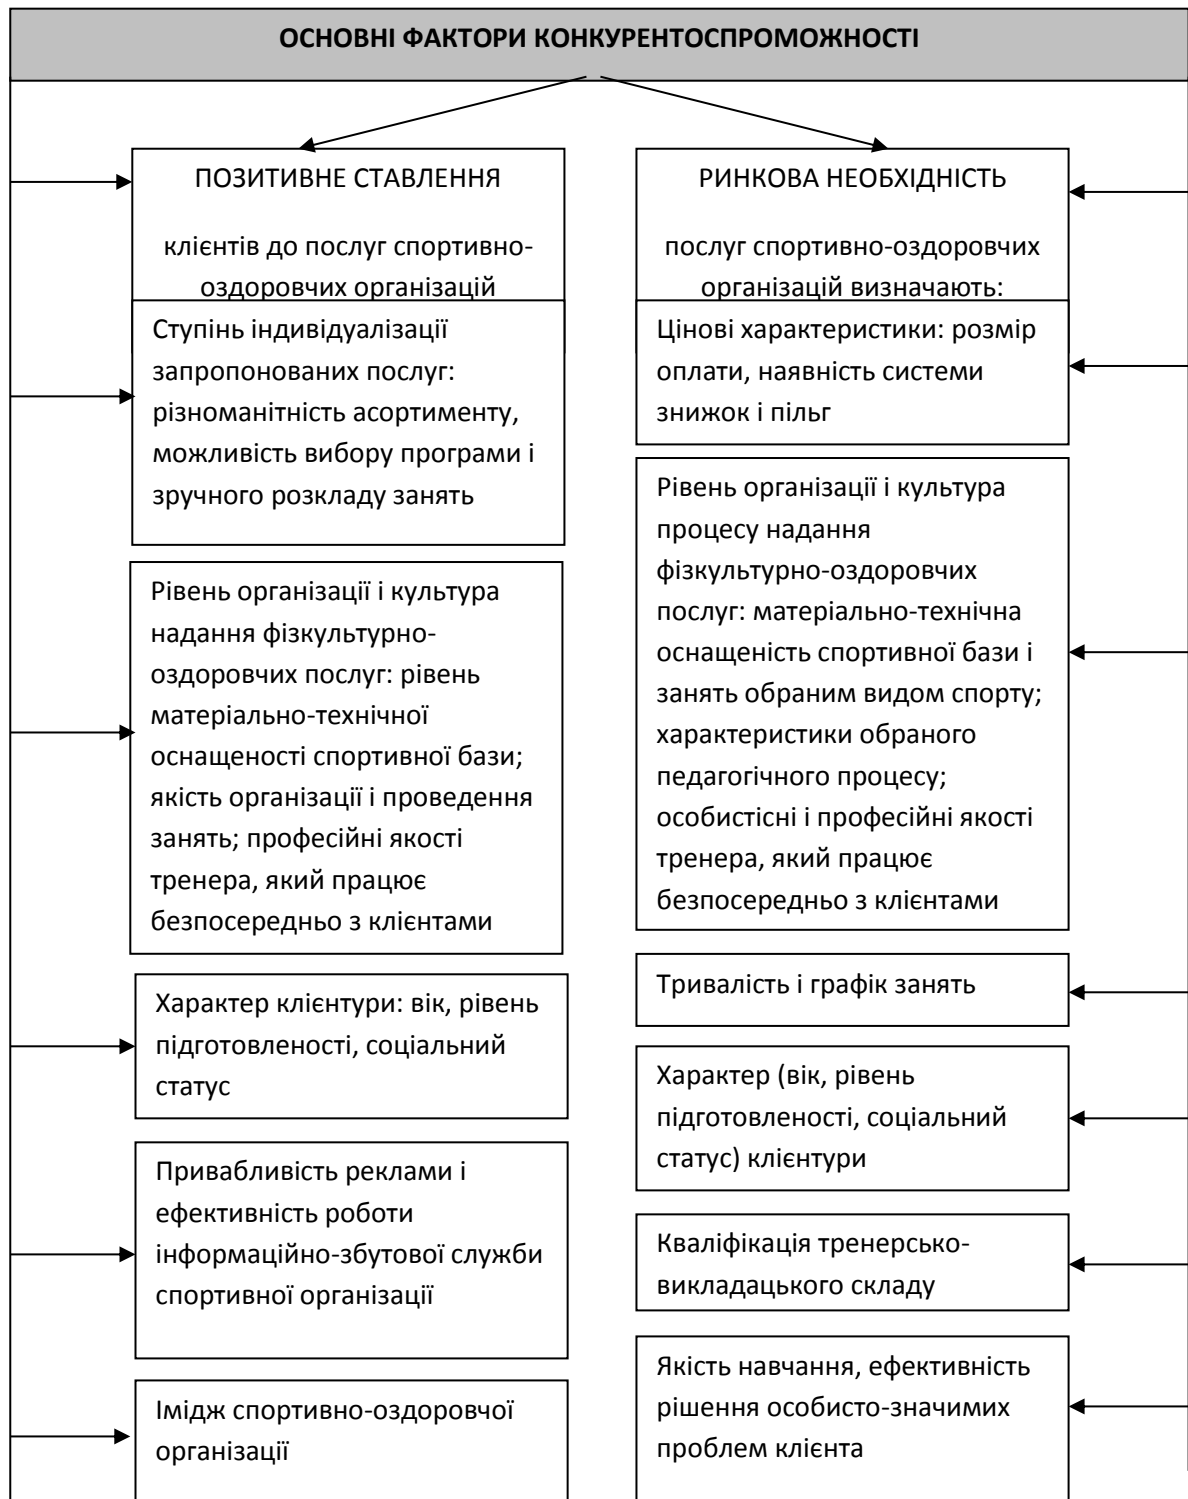 ОСНОВНІ ФАКТОРИ КОНКУРЕНТОСПРОМОЖНОСТІ
ПОЗИТИВНЕ СТАВЛЕННЯ
клієнтів до послуг спортивно-
оздоровчих організацій
Ступінь індивідуалізації
запропонованих послуг:
різноманітність асортименту,
можливість вибору програми і
зручного розкладу занять
Рівень організації і культура
надання фізкультурно-
оздоровчих послуг: рівень
матеріально-технічної
оснащеності спортивної бази;
якість організації і проведення
занять; професійні якості
тренера, який працює
безпосередньо з клієнтами
Характер клієнтури: вік, рівень
підготовленості, соціальний
статус
Привабливість реклами і
ефективність роботи
інформаційно-збутової служби
спортивної організації
Імідж спортивно-оздоровчої
організації
РИНКОВА НЕОБХІДНІСТЬ
послуг спортивно-оздоровчих
організацій визначають:
Цінові характеристики: розмір
оплати, наявність системи
знижок і пільг
Рівень організації і культура
процесу надання
фізкультурно-оздоровчих
послуг: матеріально-технічна
оснащеність спортивної бази і
занять обраним видом спорту;
характеристики обраного
педагогічного процесу;
особистісні і професійні якості
тренера, який працює
безпосередньо з клієнтами
Тривалість і графік занять
Характер (вік, рівень
підготовленості, соціальний
статус) клієнтури
Кваліфікація тренерсько-
викладацького складу
Якість навчання, ефективність
рішення особисто-значимих
проблем клієнта